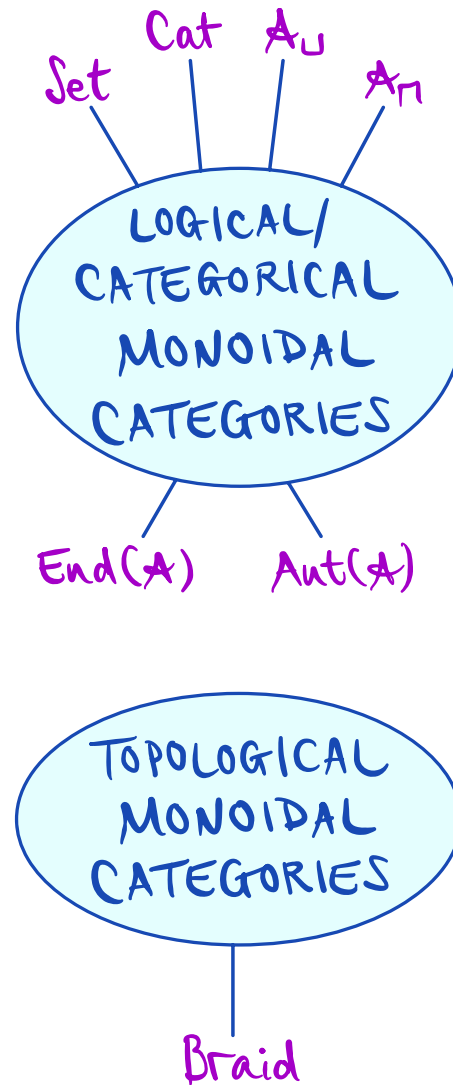 Set Cat A⊔ A⊓
LOGICAL/
CATEGORICAL
MONOIDAL
CATEGORIES
End(A) Aut(A)
TOPOLOGICAL
MONOIDAL
CATEGORIES
Braid